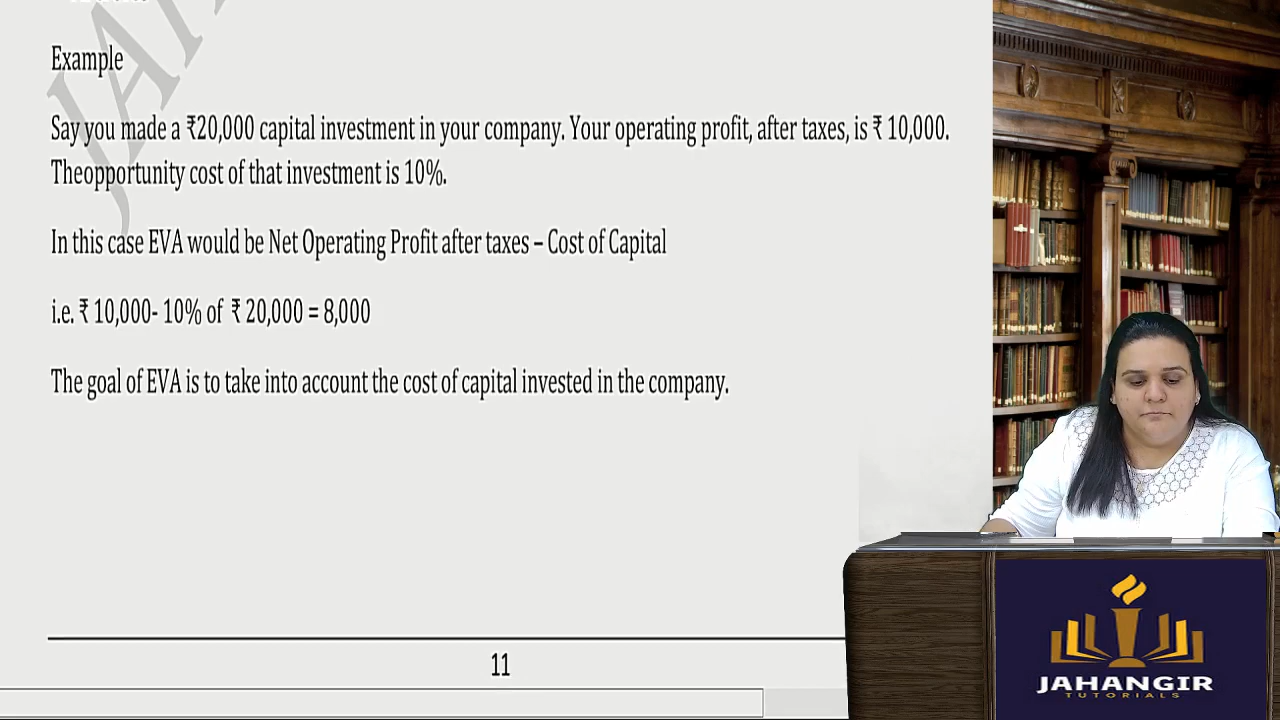 Example
Say you made a ₹20,000 capital investment in your company. Your operating profit, after taxes, is ₹ 10,000.
Theopportunity cost of that investment is 10%.
In this case EVA would be Net Operating Profit after taxes – Cost of Capital
i.e. ₹ 10,000- 10% of ₹ 20,000 = 8,000
The goal of EVA is to take into account the cost of capital invested in the company.
11
JAHANGIR
TUTORIALS